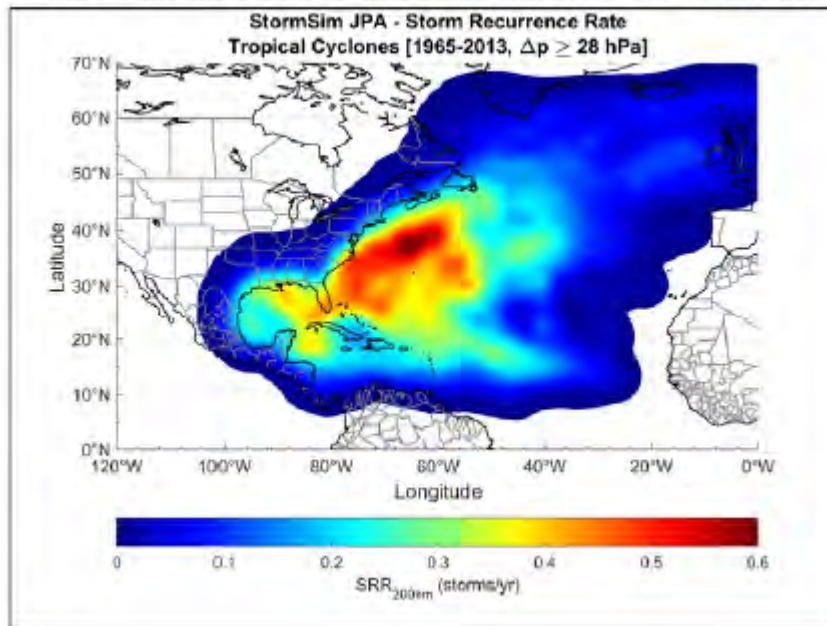 StormSim JPA - Storm Recurrence Rate
Tropical Cyclones [1965-2013, Δp ≥ 28 hPa]
70°N
60°N
50°N
40°N
30°N
20°N
10°N
0°N
Latitude
120°W 100°W 80°W 60°W 40°W 20°W 0°W
Longitude
0 0.1 0.2 0.3 0.4 0.5 0.6
SRR200km (storms/yr)